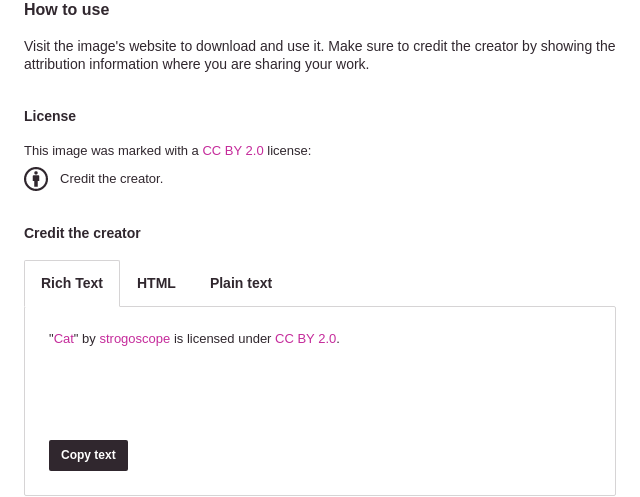 How to use
Visit the image's website to download and use it. Make sure to credit the creator by showing the
attribution information where you are sharing your work.
License
This image was marked with a CC BY 2.0 license:
Credit the creator.
Credit the creator
Rich Text HTML Plain text
"Cat" by strogoscope is licensed under CC BY 2.0.
Copy text